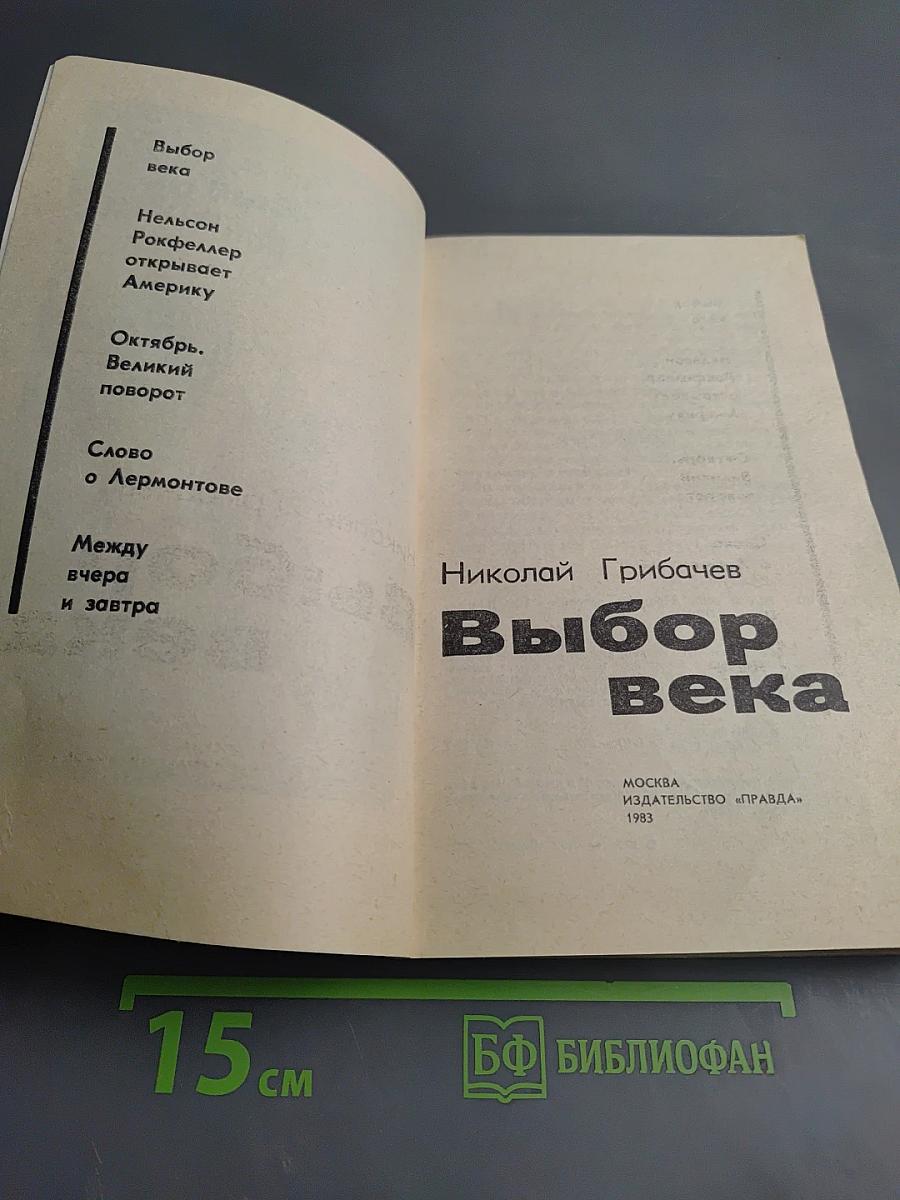 Выбор
века
Нельсон
Рокфеллер
открывает
Америку
Октябрь.
Великий
поворот
Слово
о Лермонтове
Между
вчера
и завтра
Николай Грибачев
Выбор
века
МОСКВА
ИЗДАТЕЛЬСТВО «ПРАВДА»
1983
15 см
БФ БИБЛИОФАН